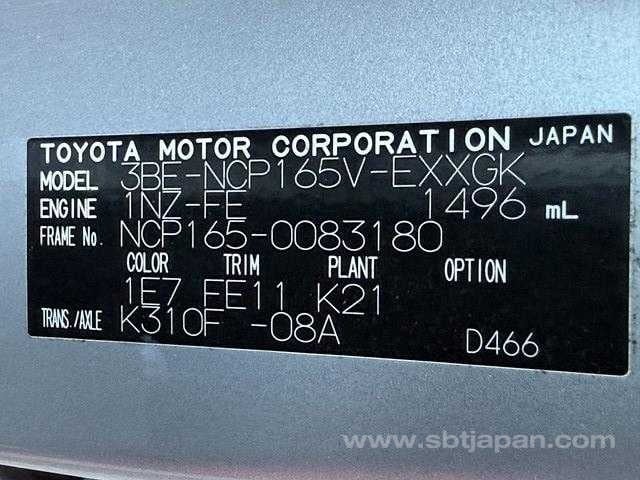 TOYOTA MOTOR CORPORATION JAPAN
MODEL 3BE-NCP165V-EXXGK
ENGINE 1NZ-FE 1496 mL
FRAME No. NCP165-0083180
COLOR TRIM PLANT OPTION
1E7 FE11 K21
TRANS./AXLE K310F -08A D466
www.sbtjapan.com